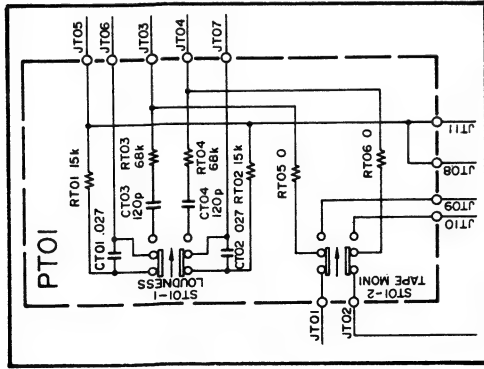 PT01
JT05
JT06
JT03
JT04
JT07
RT01 15k
CT01 .027
CT03
120p
RT03
68k
CT04
120p
RT04
68k
CT02 .027
RT02 15k
ST01-1
LOUDNESS
RT05 0
RT06 0
ST01-2
TAPE MONI
JT01
JT02
JT11
JT08
JT09
JT10